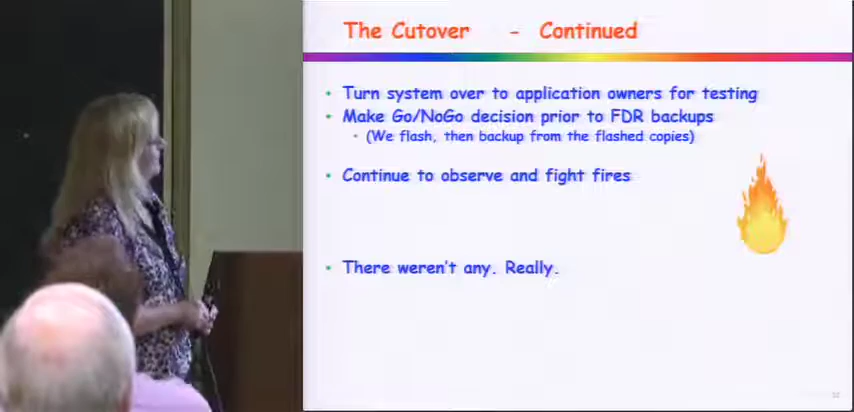 The Cutover - Continued
• Turn system over to application owners for testing
• Make Go/NoGo decision prior to FDR backups
• (We flash, then backup from the flashed copies)
• Continue to observe and fight fires
• There weren't any. Really.